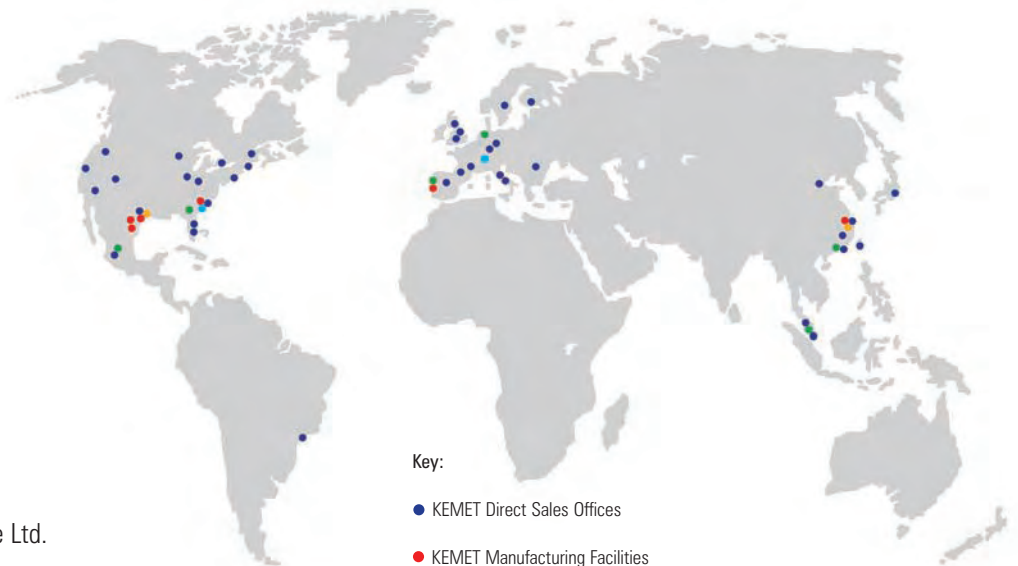 Key:
KEMET Direct Sales Offices
e Ltd.
KEMET Manufacturing Facilities